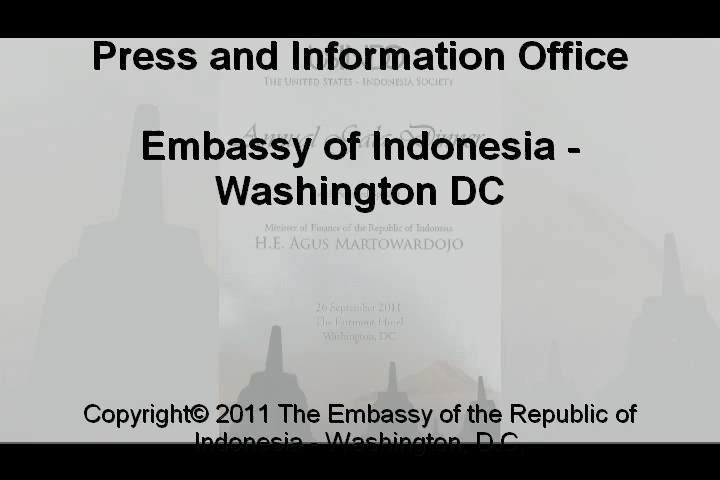 Press and Information Office
USINDO
THE UNITED STATES - INDONESIA SOCIETY
Annual Gala Dinner
Embassy of Indonesia -
Washington DC
Minister of Finance of the Republic of Indonesia
H.E. AGUS MARTOWARDOJO
26 September 2011
The Fairmont Hotel
Washington, DC
Copyright© 2011 The Embassy of the Republic of
Indonesia - Washington, D.C.